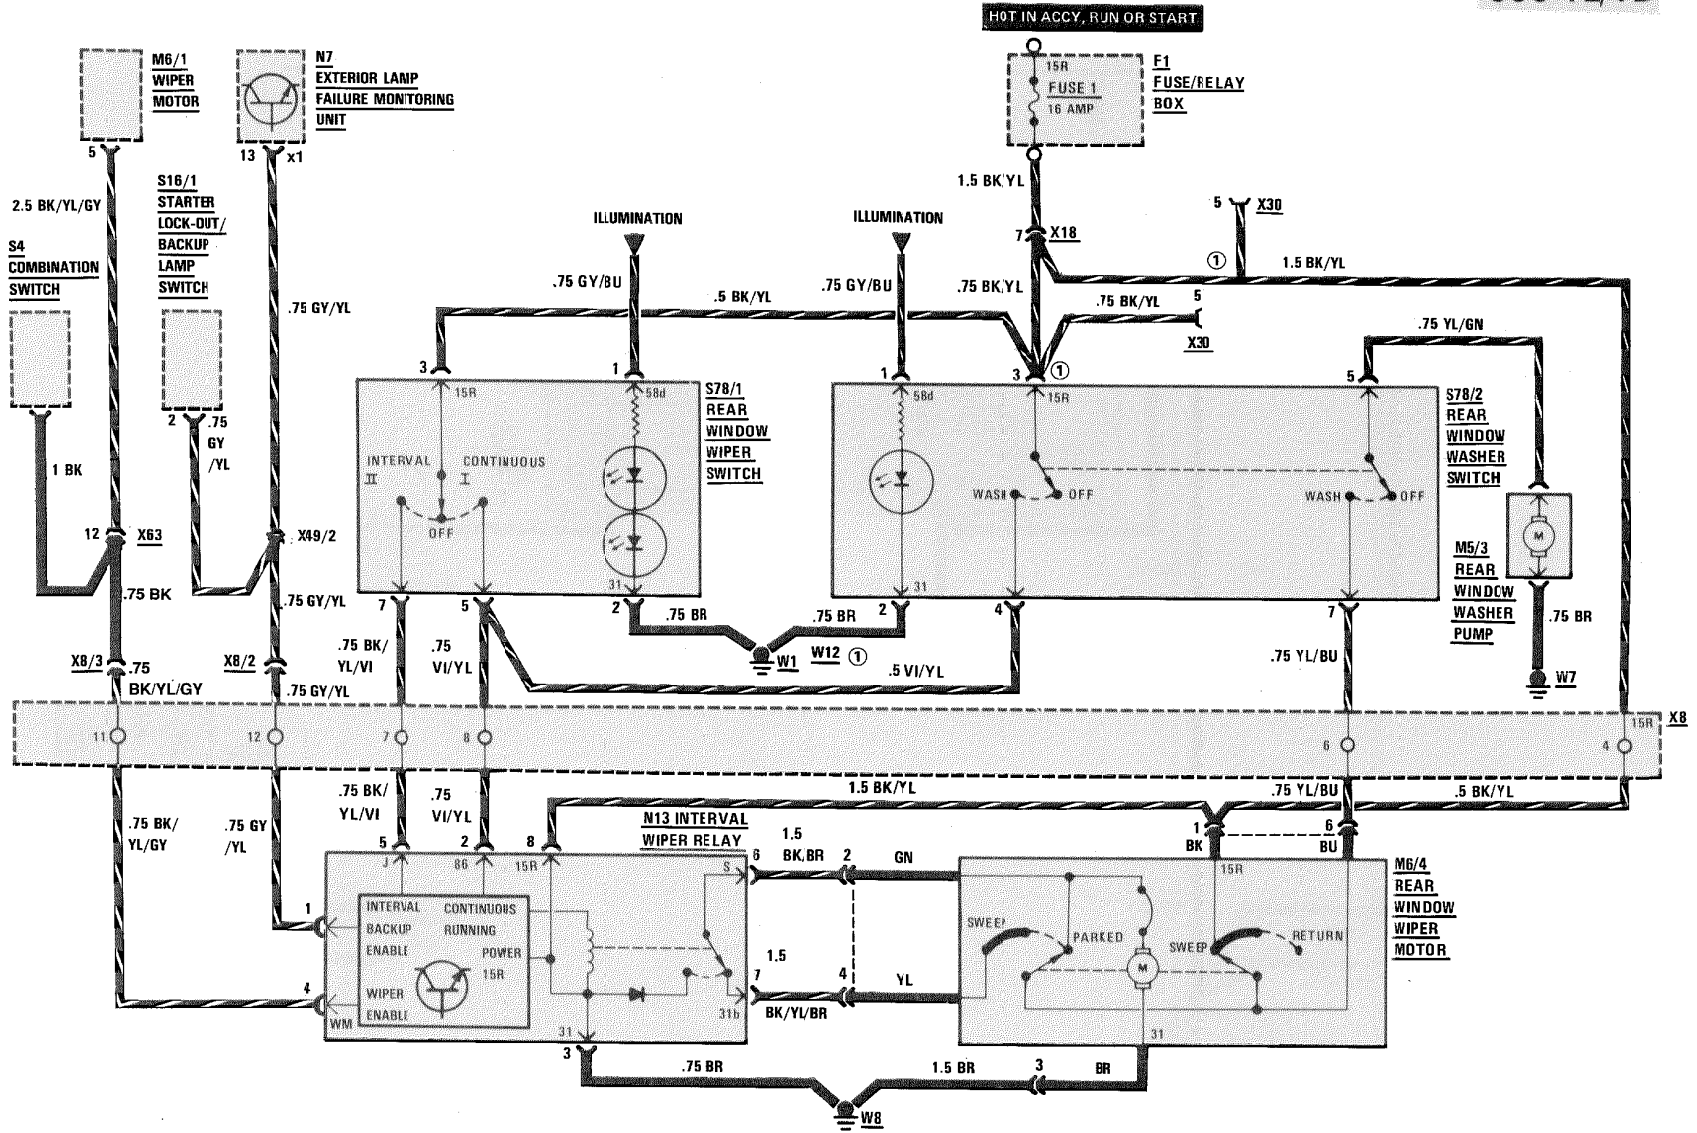 HOT IN ACCY, RUN OR START
M6/1
WIPER
MOTOR
N7
EXTERIOR LAMP
FAILURE MONITORING
UNIT
15R
FUSE 1
16 AMP
F1
FUSE/RELAY
BOX
5
13
x1
S16/1
STARTER
LOCK-OUT/
BACKUP
LAMP
SWITCH
2.5 BK/YL/GY
S4
COMBINATION
SWITCH
1.5 BK/YL
ILLUMINATION
ILLUMINATION
7
X18
5
X30
1
1.5 BK/YL
.75 GY/BU
.75 GY/BU
.75 BK/YL
.5 BK/YL
.75 BK/YL
5
X30
.75 GY/YL
.75 YL/GN
2
.75
GY
/YL
1 BK
3
1
1
3
1
5
15R
58d
S78/1
REAR
WINDOW
WIPER
SWITCH
INTERVAL
II
CONTINUOUS
I
OFF
31
58d
15R
WASH
OFF
WASH
OFF
31
S78/2
REAR
WINDOW
WASHER
SWITCH
M
M5/3
REAR
WINDOW
WASHER
PUMP
12
X63
X49/2
.75 BK
.75 GY/YL
7
5
2
2
4
7
.75 BR
.75 BR
W1
W12
1
.75 BR
W7
X8/3
.75
BK/YL/GY
X8/2
.75 GY/YL
.75 BK/
YL/VI
.75
VI/YL
.5 VI/YL
.75 YL/BU
11
12
7
8
6
4
15R
X8
.75 BK/
YL/GY
.75 GY
/YL
.75 BK/
YL/VI
.75
VI/YL
1.5 BK/YL
.75 YL/BU
.5 BK/YL
N13 INTERVAL
WIPER RELAY
5
2
8
J
86
15R
INTERVAL
CONTINUOUS
BACKUP
RUNNING
ENABLE
POWER
15R
WIPER
ENABLE
WM
1
4
S
31b
31
3
6
1.5
BK/BR
2
GN
7
1.5
BK/YL/BR
4
YL
1
BK
6
BU
15R
SWEEP
PARKED
M
SWEEP
RETURN
31
M6/4
REAR
WINDOW
WIPER
MOTOR
.75 BR
1.5 BR
3
BR
W8